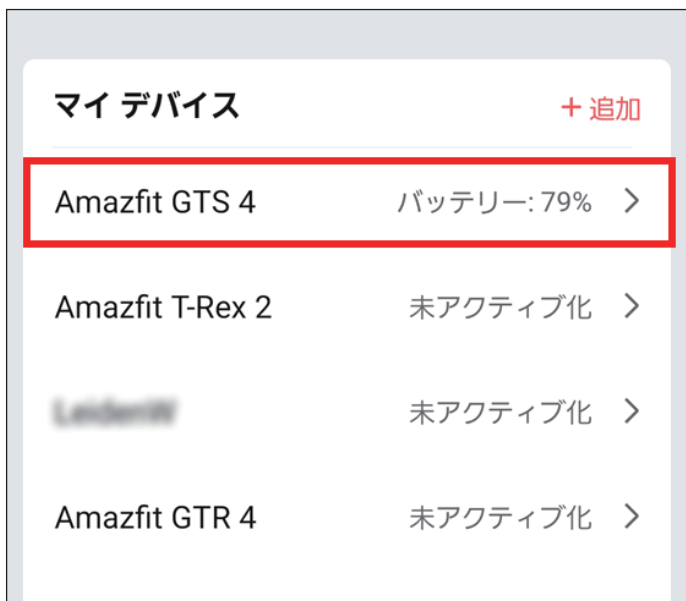 マイ デバイス
+ 追加
Amazfit GTS 4 バッテリー: 79%
Amazfit T-Rex 2 未アクティブ化
未アクティブ化
Amazfit GTR 4 未アクティブ化